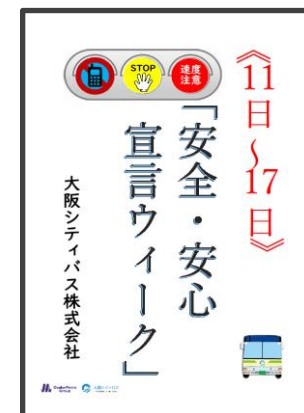 《11日～17日》
STOP
速度
注意
「安全・安心
宣言ウィーク」
大阪シティバス株式会社